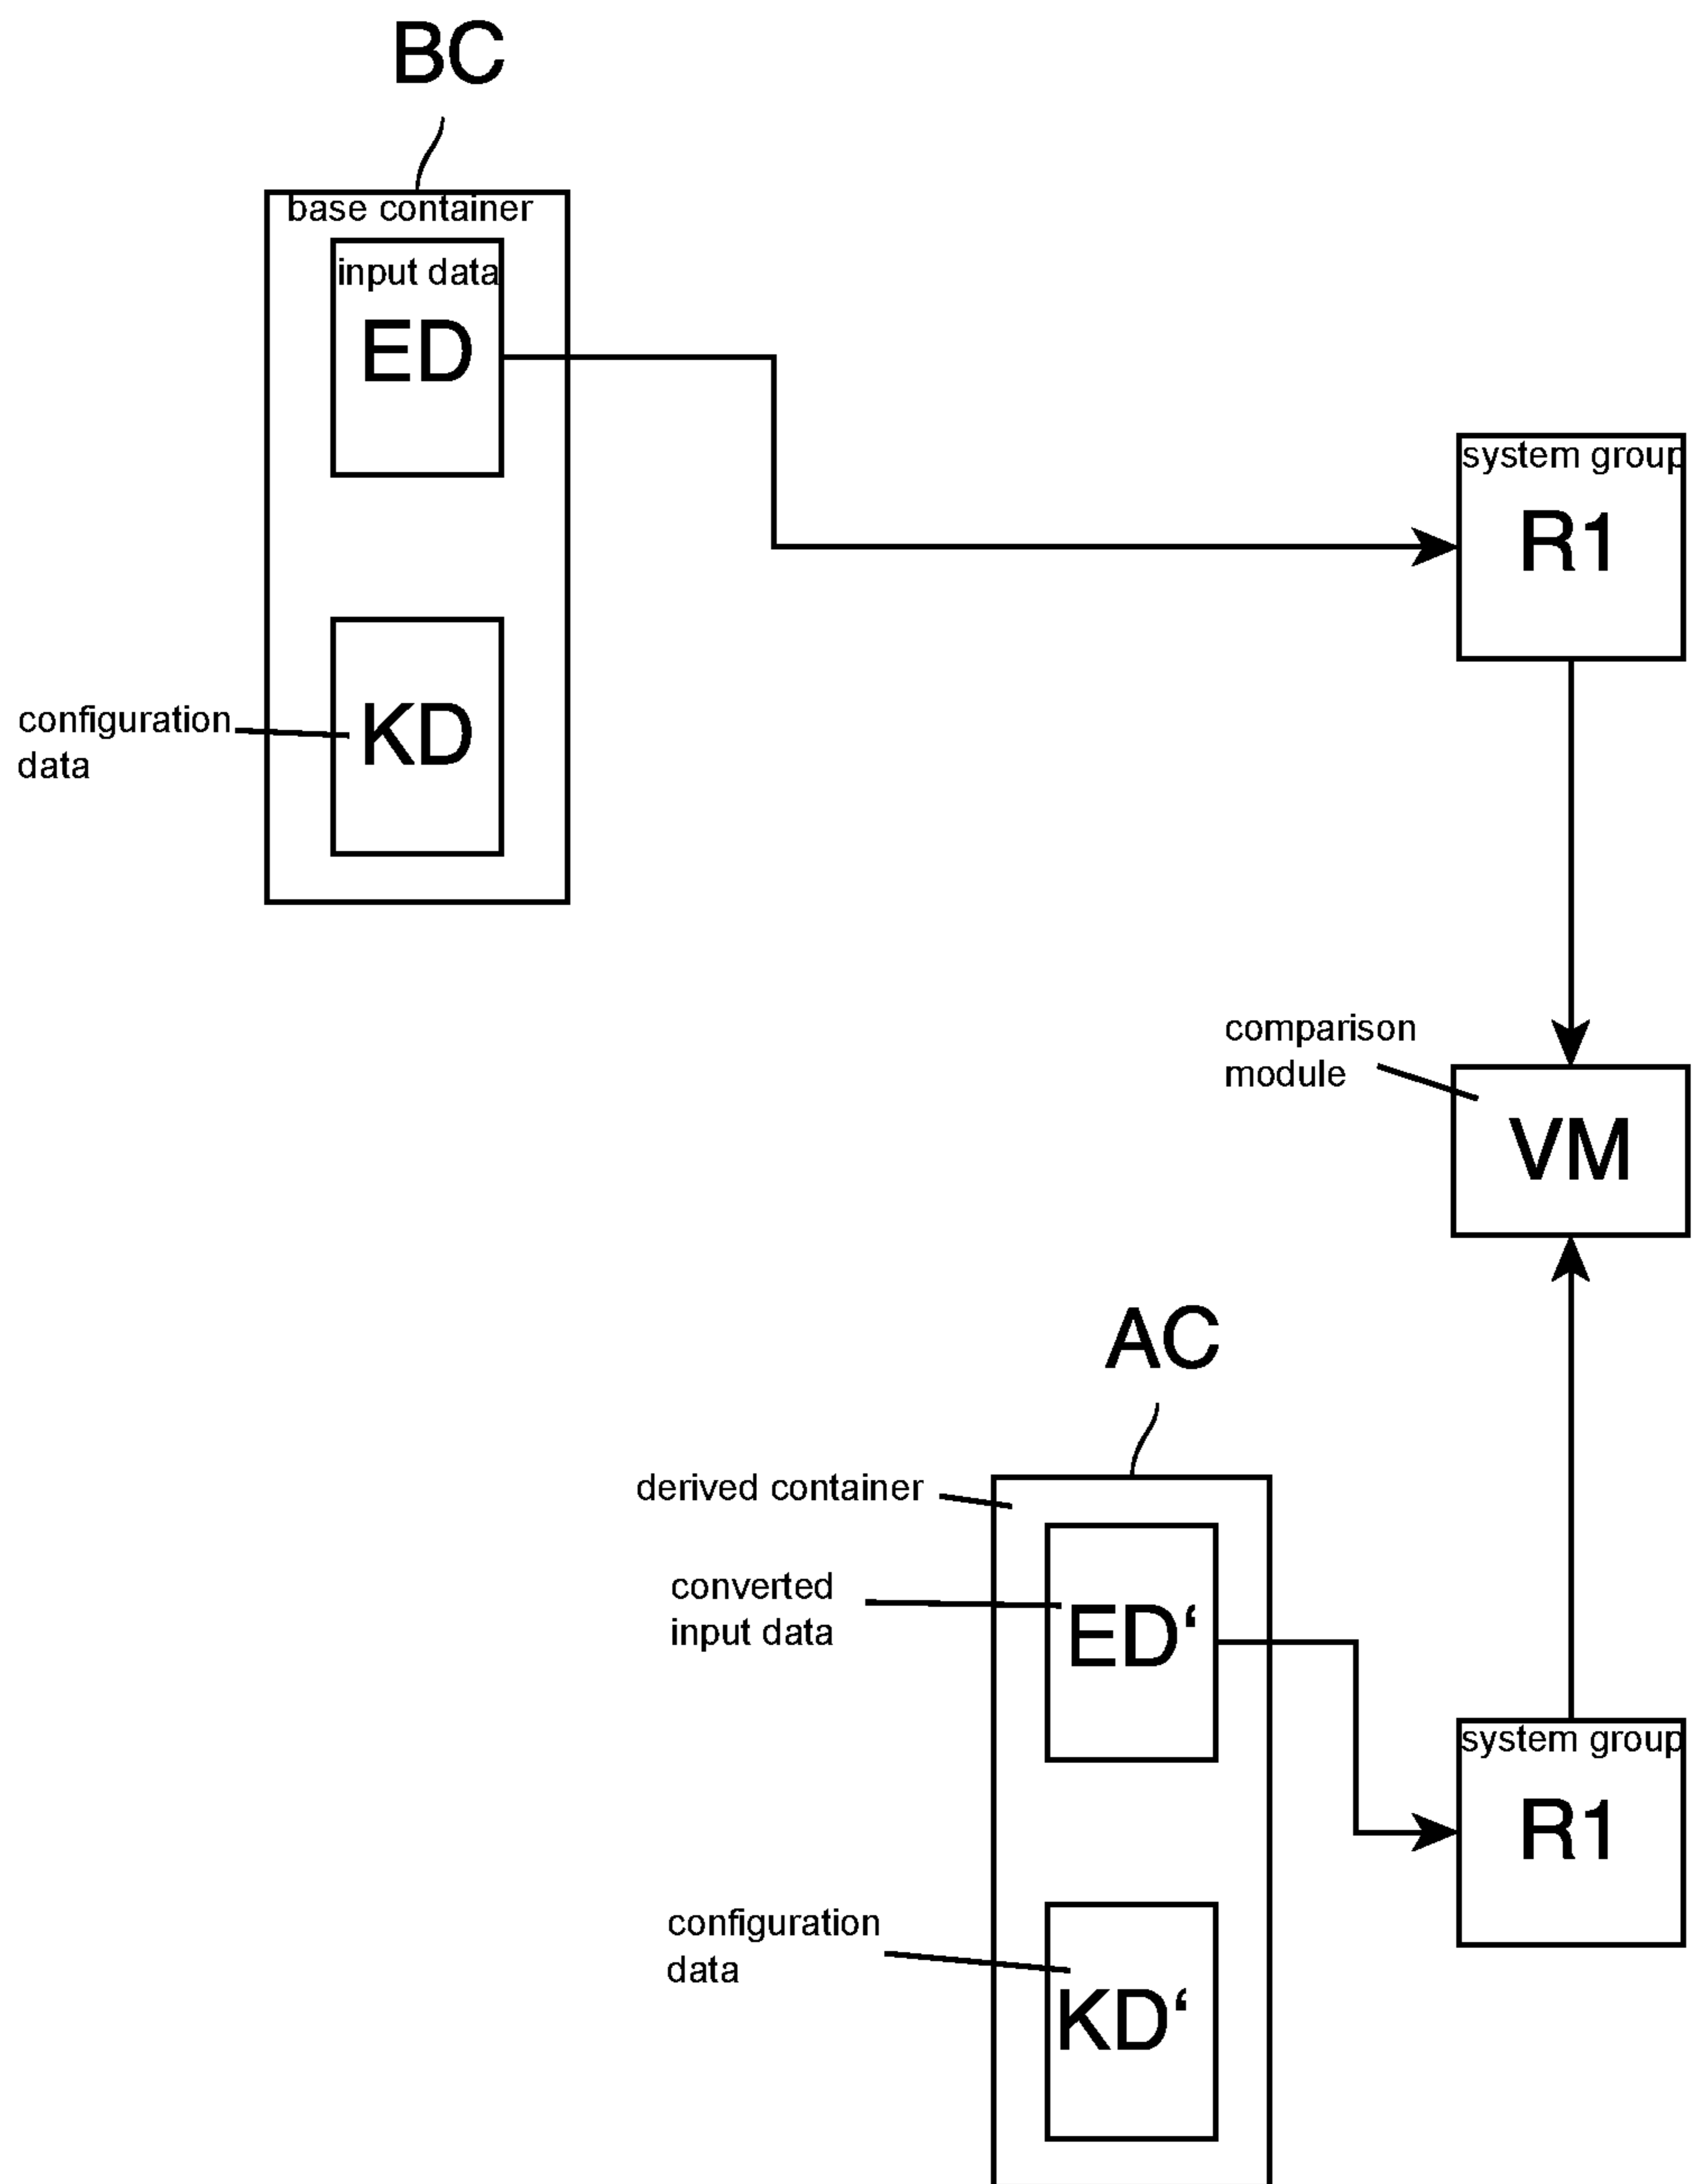 BC
base container
input data
ED
system group
R1
KD
configuration
data
comparison
module
VM
AC
derived container
converted
input data
ED‘
system group
R1
configuration
data
KD‘